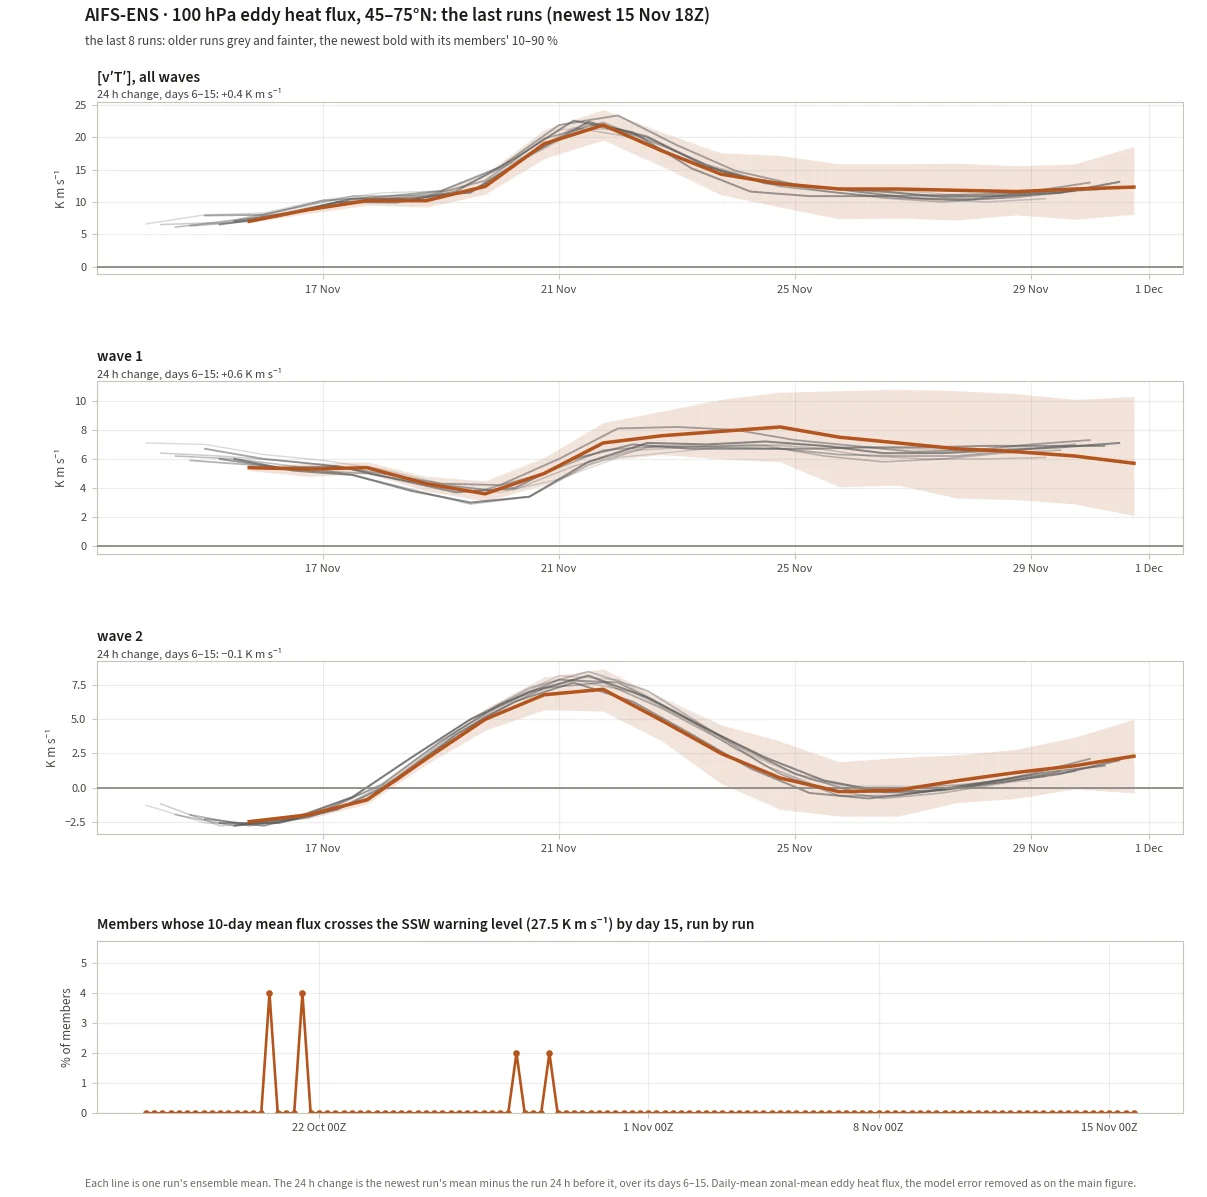 AIFS-ENS · 100 hPa eddy heat flux, 45–75°N: the last runs (newest 15 Nov 18Z)
the last 8 runs: older runs grey and fainter, the newest bold with its members' 10–90 %
[v′T′], all waves
24 h change, days 6–15: +0.4 K m s⁻¹
25
20
15
10
5
0
K m s⁻¹
17 Nov
21 Nov
25 Nov
29 Nov
1 Dec
wave 1
24 h change, days 6–15: +0.6 K m s⁻¹
10
8
6
4
2
0
K m s⁻¹
17 Nov
21 Nov
25 Nov
29 Nov
1 Dec
wave 2
24 h change, days 6–15: −0.1 K m s⁻¹
7.5
5.0
2.5
0.0
−2.5
K m s⁻¹
17 Nov
21 Nov
25 Nov
29 Nov
1 Dec
Members whose 10-day mean flux crosses the SSW warning level (27.5 K m s⁻¹) by day 15, run by run
5
4
3
2
1
0
% of members
22 Oct 00Z
1 Nov 00Z
8 Nov 00Z
15 Nov 00Z
Each line is one run's ensemble mean. The 24 h change is the newest run's mean minus the run 24 h before it, over its days 6–15. Daily-mean zonal-mean eddy heat flux, the model error removed as on the main figure.